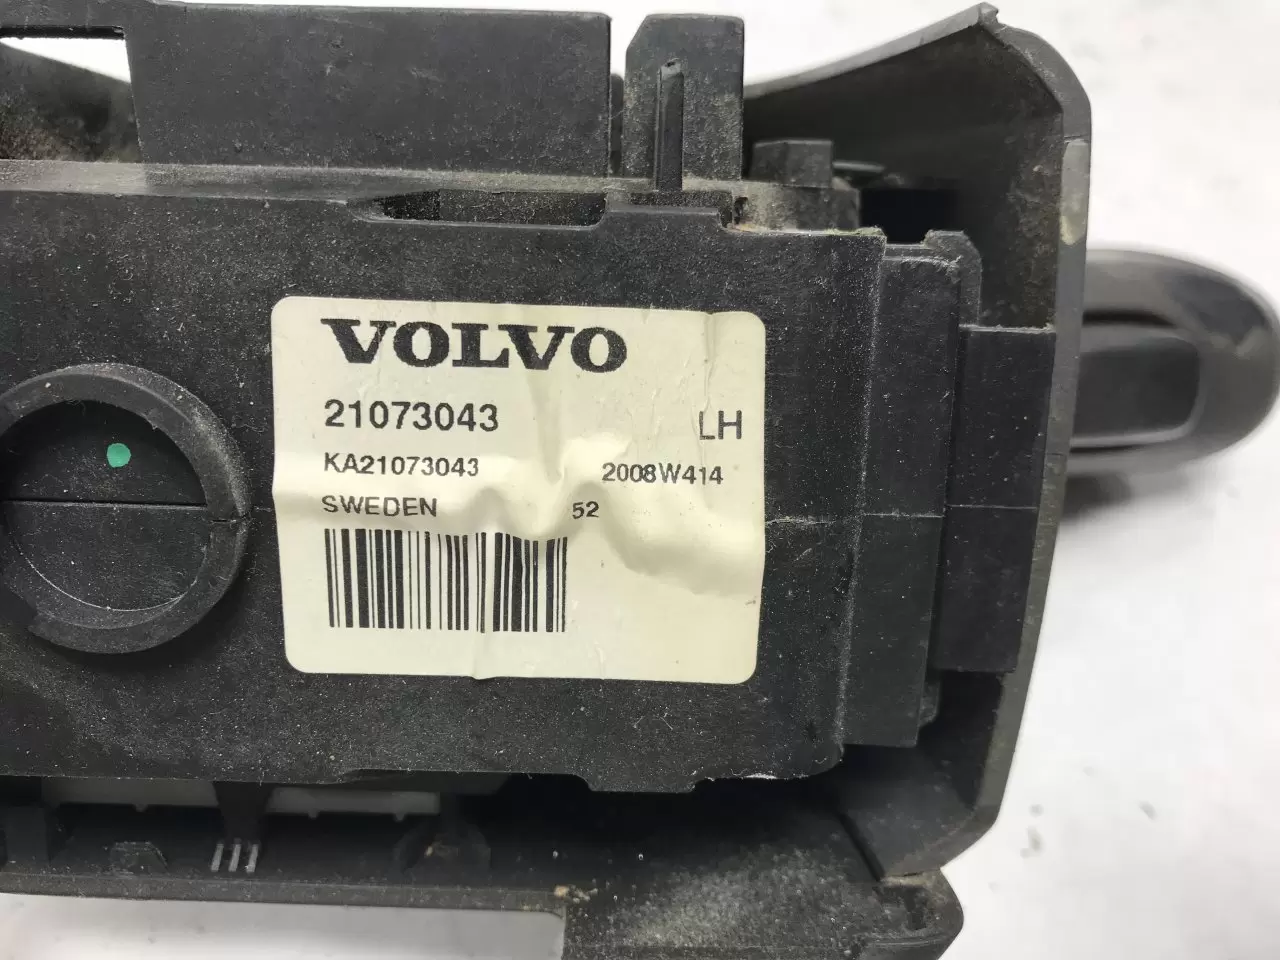 VOLVO
21073043 LH
KA21073043 2008W414
SWEDEN 52